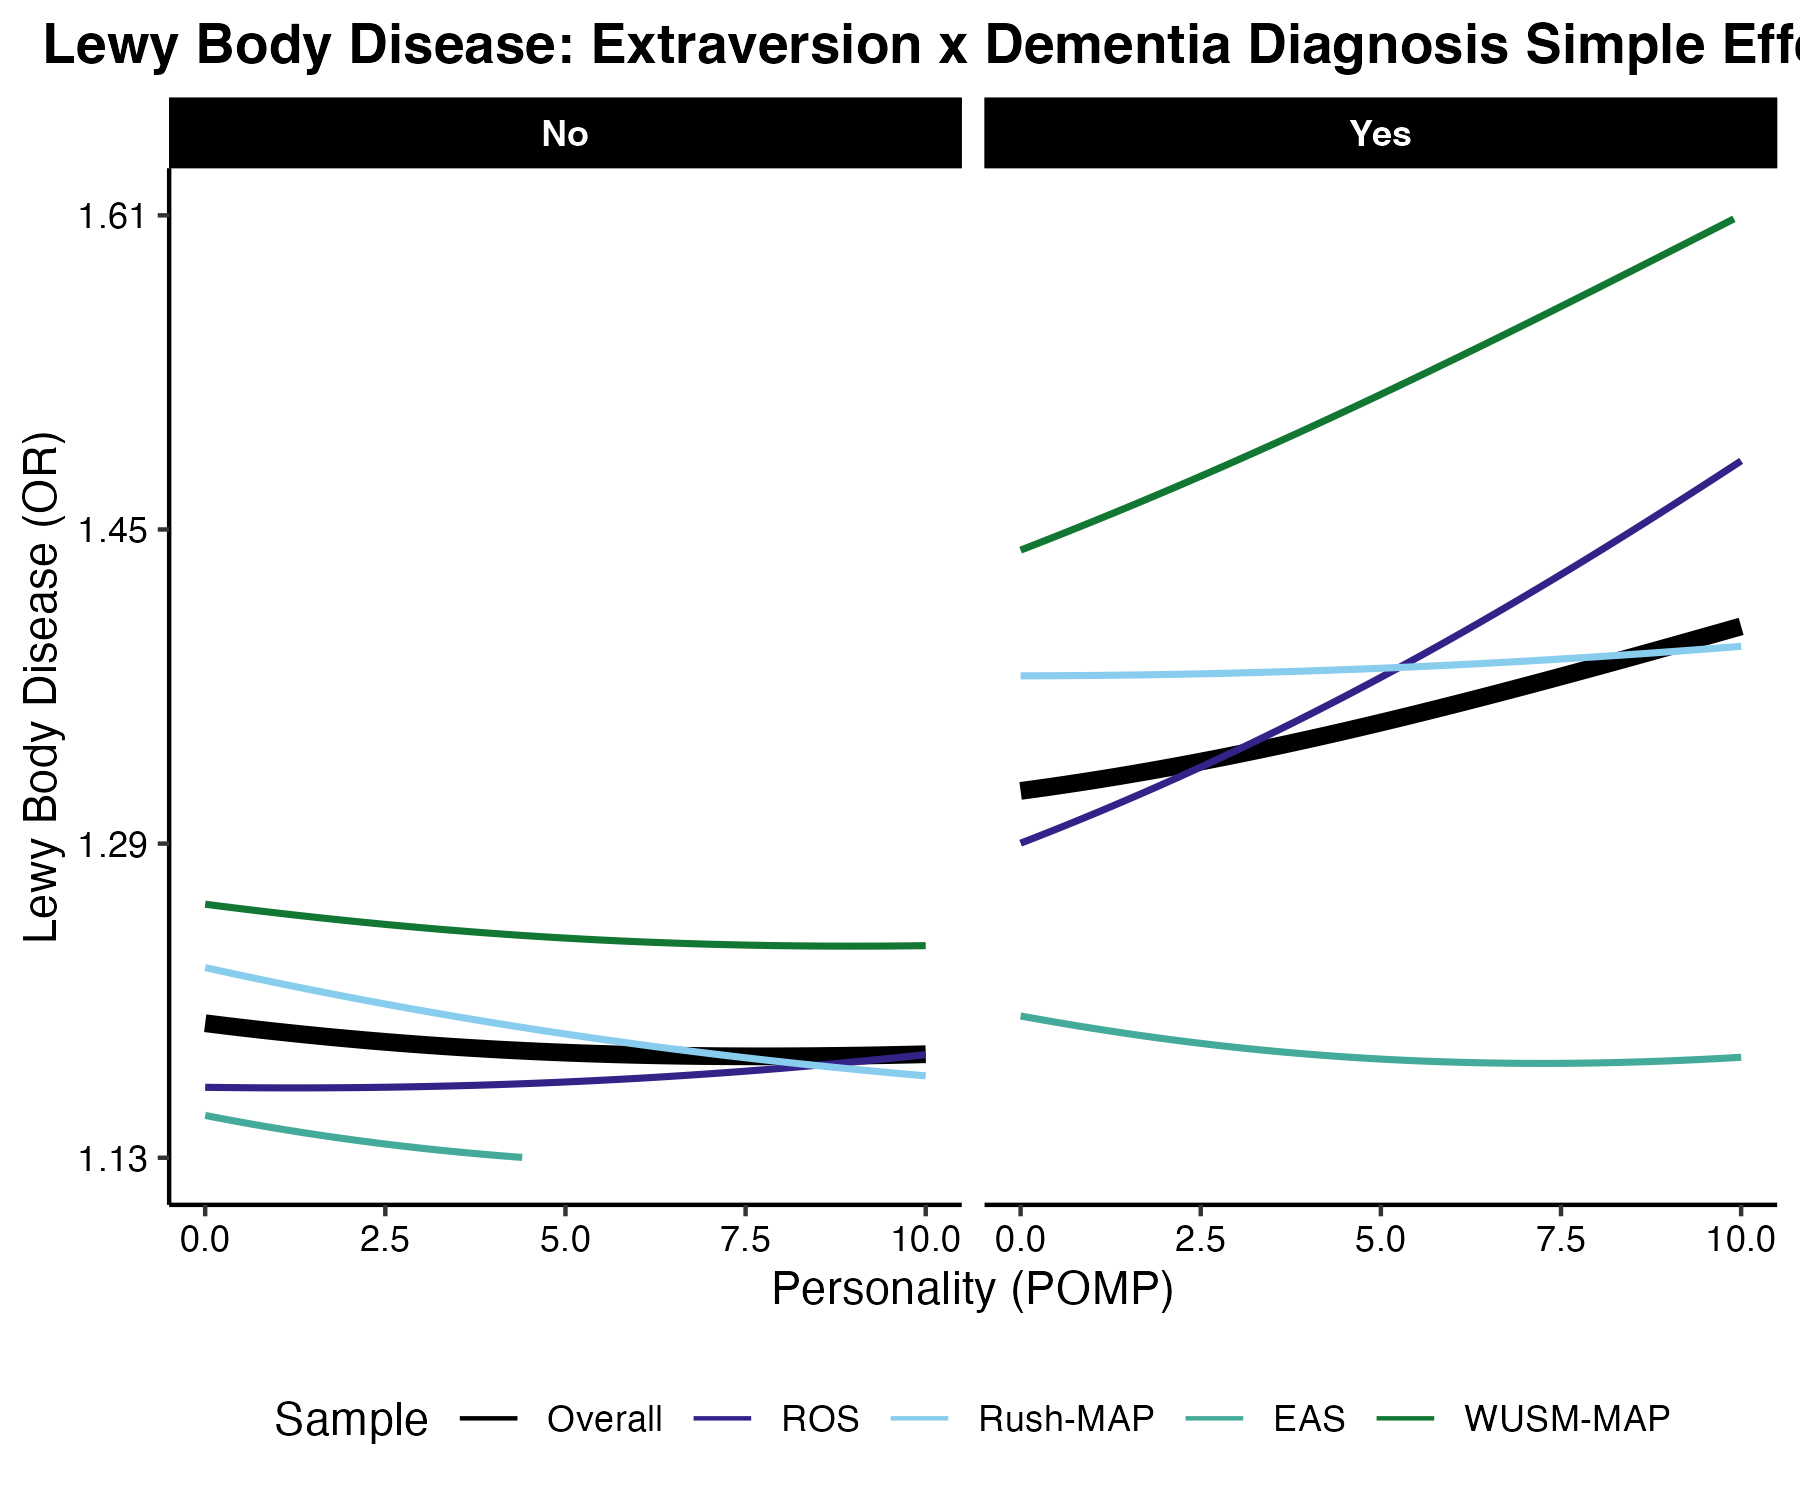 Lewy Body Disease: Extraversion x Dementia Diagnosis Simple
No Yes
Lewy Body Disease (OR)
1.61
1.45
1.29
1.13
0.0 2.5 5.0 7.5 10.0 0.0 2.5 5.0 7.5 10.0
Personality (POMP)
Sample Overall ROS Rush-MAP EAS WUSM-MAP